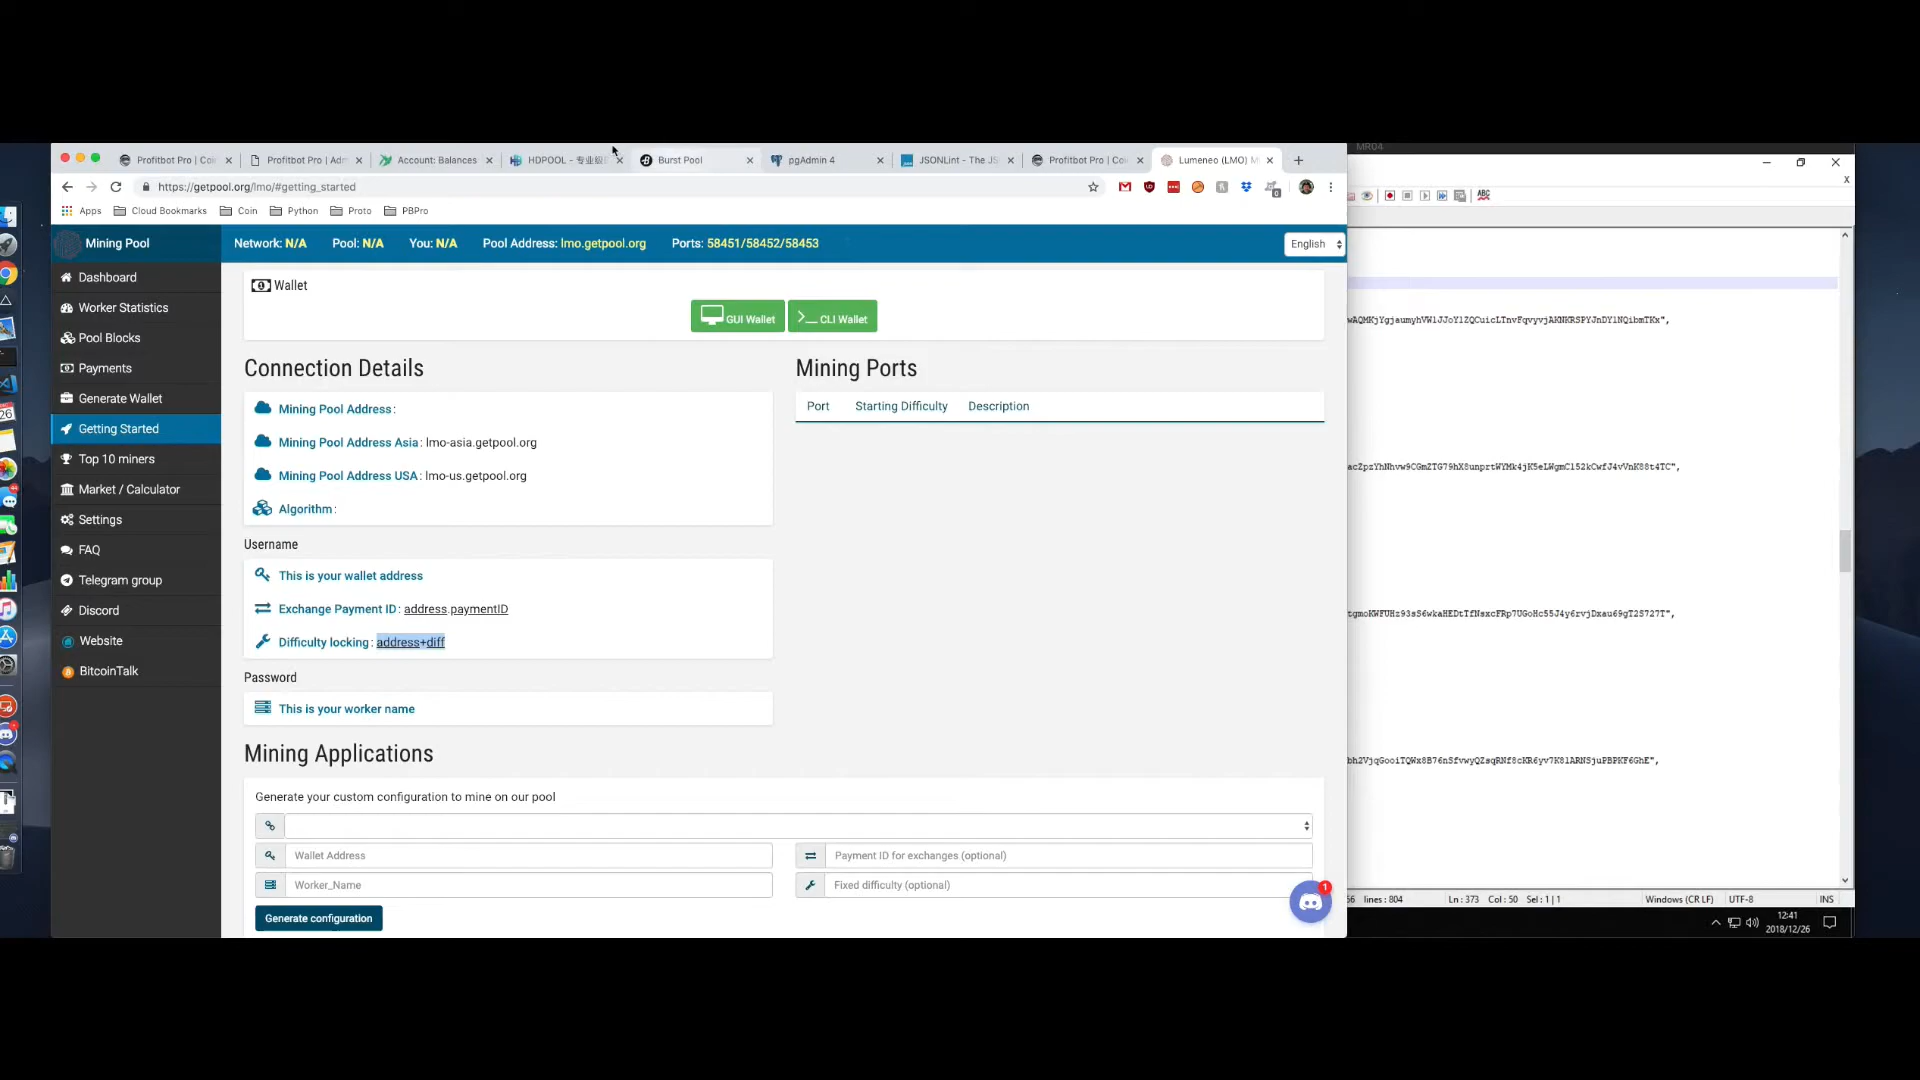 MR04
Profitbot Pro | Coi
Profitbot Pro | Adm
Account: Balances
HDPOOL - 专业级
Burst Pool
pgAdmin 4
JSONLint - The JS
Profitbot Pro | Coi
Lumeneo (LMO) M
https://getpool.org/lmo/#getting_started
Apps
Cloud Bookmarks
Coin
Python
Proto
PBPro
Mining Pool
Network: N/A
Pool: N/A
You: N/A
Pool Address: lmo.getpool.org
Ports: 58451/58452/58453
English
Dashboard
Worker Statistics
Pool Blocks
Payments
Generate Wallet
Getting Started
Top 10 miners
Market / Calculator
Settings
FAQ
Telegram group
Discord
Website
BitcoinTalk
Wallet
GUI Wallet
CLI Wallet
Connection Details
Mining Pool Address:
Mining Pool Address Asia: lmo-asia.getpool.org
Mining Pool Address USA: lmo-us.getpool.org
Algorithm:
Mining Ports
Port
Starting Difficulty
Description
Username
This is your wallet address
Exchange Payment ID: address.paymentID
Difficulty locking: address+diff
Password
This is your worker name
Mining Applications
Generate your custom configuration to mine on our pool
Wallet Address
Payment ID for exchanges (optional)
Worker_Name
Fixed difficulty (optional)
Generate configuration
1
ABC
lines : 804
Ln : 373 Col : 50 Sel : 1 | 1
Windows (CR LF)
UTF-8
INS
12:41
2018/12/26